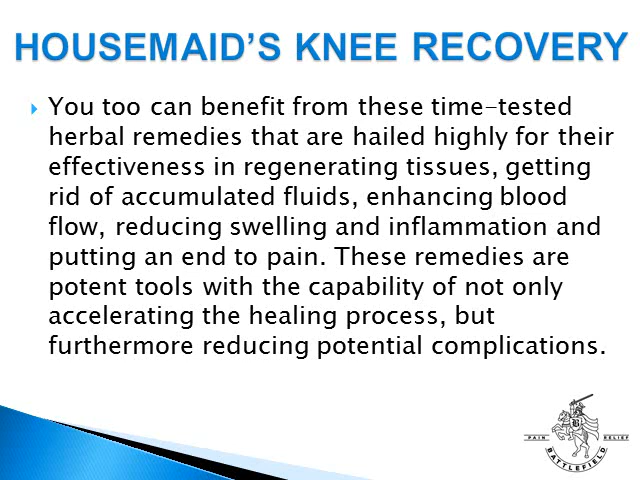 HOUSEMAID'S KNEE RECOVERY
You too can benefit from these time-tested
herbal remedies that are hailed highly for their
effectiveness in regenerating tissues, getting
rid of accumulated fluids, enhancing blood
flow, reducing swelling and inflammation and
putting an end to pain. These remedies are
potent tools with the capability of not only
accelerating the healing process, but
furthermore reducing potential complications.
B
PAIN RELIEF
BATTLEFIELD